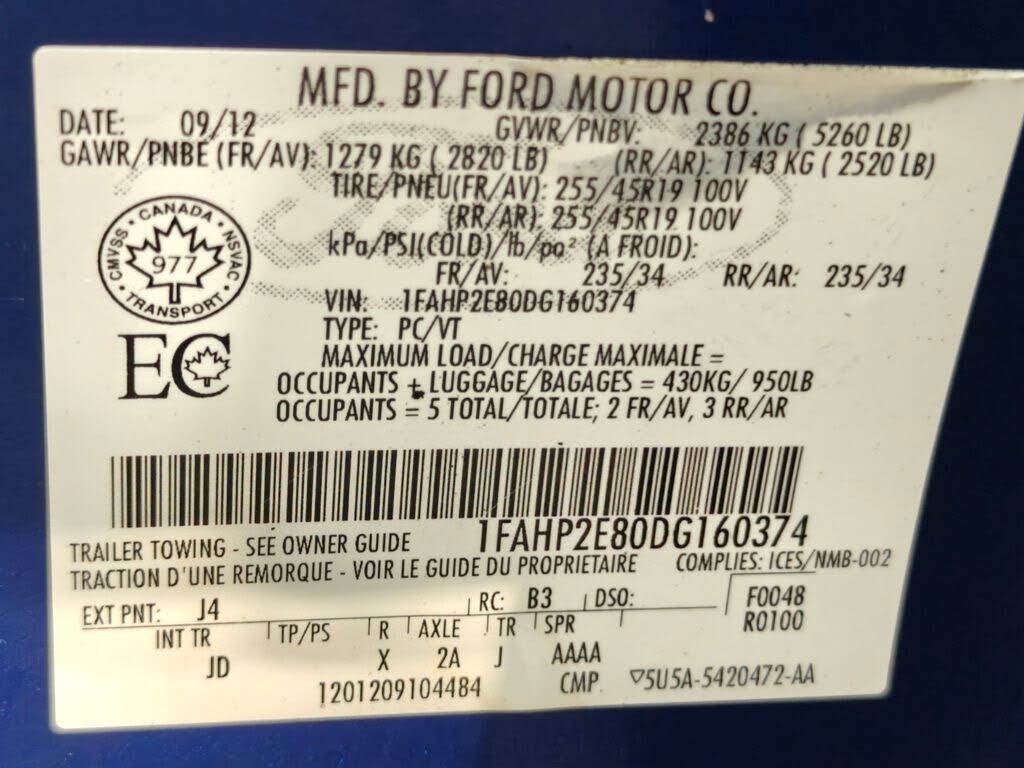 MFD. BY FORD MOTOR CO.
DATE: 09/12 GVWR/PNBV: 2386 KG ( 5260 LB)
GAWR/PNBE (FR/AV): 1279 KG ( 2820 LB) (RR/AR): 1143 KG ( 2520 LB)
TIRE/PNEU(FR/AV): 255/45R19 100V
(RR/AR): 255/45R19 100V
kPa/PSI(COLD)/lb/po² (A FROID):
FR/AV: 235/34 RR/AR: 235/34
VIN: 1FAHP2E80DG160374
TYPE: PC/VT
MAXIMUM LOAD/CHARGE MAXIMALE =
OCCUPANTS + LUGGAGE/BAGAGES = 430KG/ 950LB
OCCUPANTS = 5 TOTAL/TOTALE; 2 FR/AV, 3 RR/AR
CANADA
CMVSS 977 NSVAC
TRANSPORT
EC
1FAHP2E80DG160374
TRAILER TOWING - SEE OWNER GUIDE
TRACTION D'UNE REMORQUE - VOIR LE GUIDE DU PROPRIETAIRE COMPLIES: ICES/NMB-002
EXT PNT: J4 RC: B3 DSO: F0048
R0100
INT TR TP/PS R AXLE TR SPR
JD X 2A J AAAA
1201209104484 CMP ▽5U5A-5420472-AA